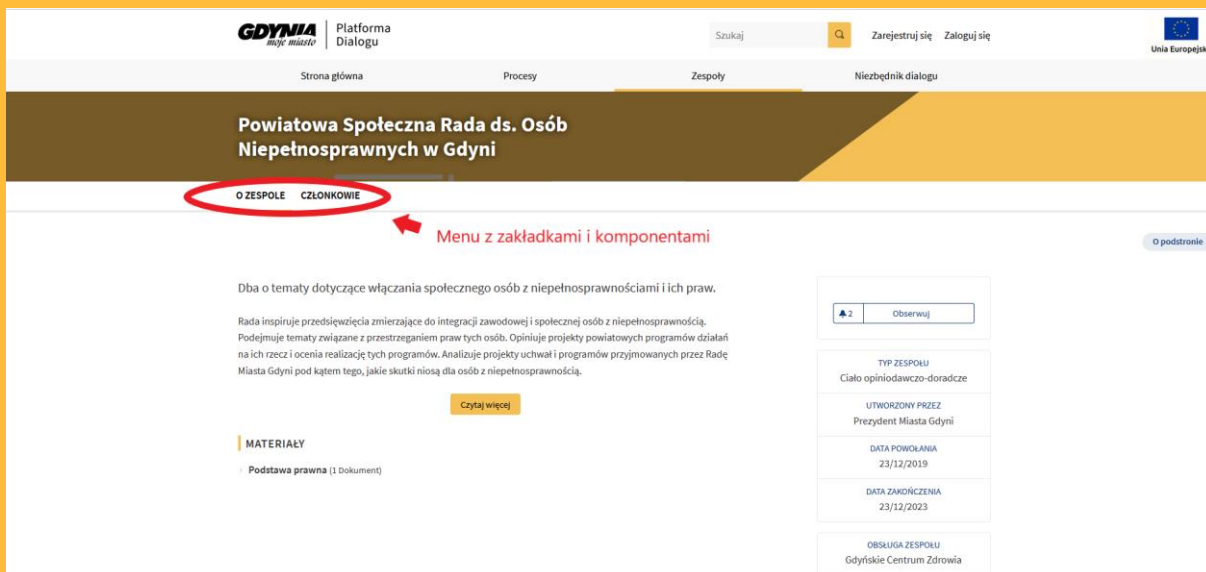 GDYNIA
moje miasto
Platforma
Dialogu
Szukaj
Zarejestruj się Zaloguj się
Unia Europejsk
Strona główna Procesy Zespoły Niezbędnik dialogu
Powiatowa Społeczna Rada ds. Osób
Niepełnosprawnych w Gdyni
O ZESPOLE CZŁONKOWIE
Menu z zakładkami i komponentami
O podstronie
Dba o tematy dotyczące włączania społecznego osób z niepełnosprawnościami i ich praw.
Rada inspiruje przedsięwzięcia zmierzające do integracji zawodowej i społecznej osób z niepełnosprawnością.
Podejmuje tematy związane z przestrzeganiem praw tych osób. Opiniuje projekty powiatowych programów działań
na ich rzecz i ocenia realizację tych programów. Analizuje projekty uchwał i programów przyjmowanych przez Radę
Miasta Gdyni pod kątem tego, jakie skutki niosą dla osób z niepełnosprawnością.
Czytaj więcej
MATERIAŁY
Podstawa prawna (1 Dokument)
2 Obserwuj
TYP ZESPOŁU
Ciało opiniodawczo-doradcze
UTWORZONY PRZEZ
Prezydent Miasta Gdyni
DATA POWOŁANIA
23/12/2019
DATA ZAKOŃCZENIA
23/12/2023
OBSŁUGA ZESPOŁU
Gdyńskie Centrum Zdrowia